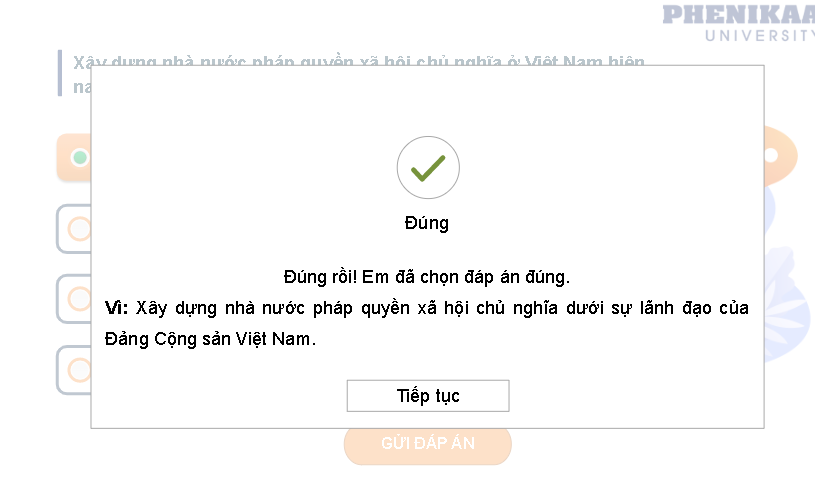 PHENIKAA
UNIVERSITY
Xây dựng nhà nước pháp quyền xã hội chủ nghĩa ở Việt Nam hiện
na
Đúng
Đúng rồi! Em đã chọn đáp án đúng.
Vì: Xây dựng nhà nước pháp quyền xã hội chủ nghĩa dưới sự lãnh đạo của
Đảng Cộng sản Việt Nam.
Tiếp tục
GỬI ĐÁP ÁN